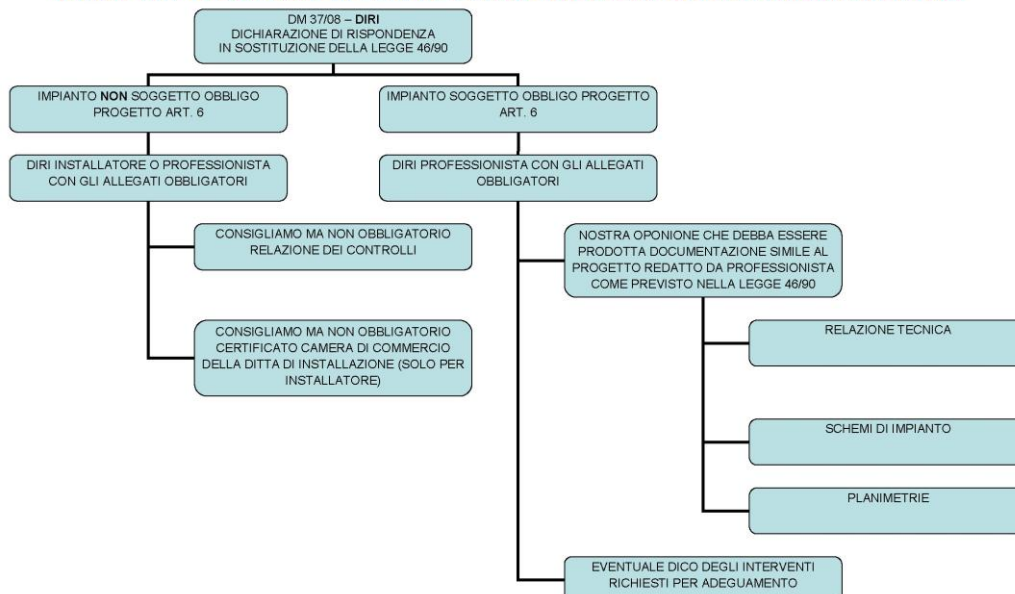 DM 37/08 – DIRI
DICHIARAZIONE DI RISPONDENZA
IN SOSTITUZIONE DELLA LEGGE 46/90
IMPIANTO NON SOGGETTO OBBLIGO
PROGETTO ART. 6
IMPIANTO SOGGETTO OBBLIGO PROGETTO
ART. 6
DIRI INSTALLATORE O PROFESSIONISTA
CON GLI ALLEGATI OBBLIGATORI
DIRI PROFESSIONISTA CON GLI ALLEGATI
OBBLIGATORI
CONSIGLIAMO MA NON OBBLIGATORIO
RELAZIONE DEI CONTROLLI
NOSTRA OPONIONE CHE DEBBA ESSERE
PRODOTTA DOCUMENTAZIONE SIMILE AL
PROGETTO REDATTO DA PROFESSIONISTA
COME PREVISTO NELLA LEGGE 46/90
CONSIGLIAMO MA NON OBBLIGATORIO
CERTIFICATO CAMERA DI COMMERCIO
DELLA DITTA DI INSTALLAZIONE (SOLO PER
INSTALLATORE)
RELAZIONE TECNICA
SCHEMI DI IMPIANTO
PLANIMETRIE
EVENTUALE DICO DEGLI INTERVENTI
RICHIESTI PER ADEGUAMENTO